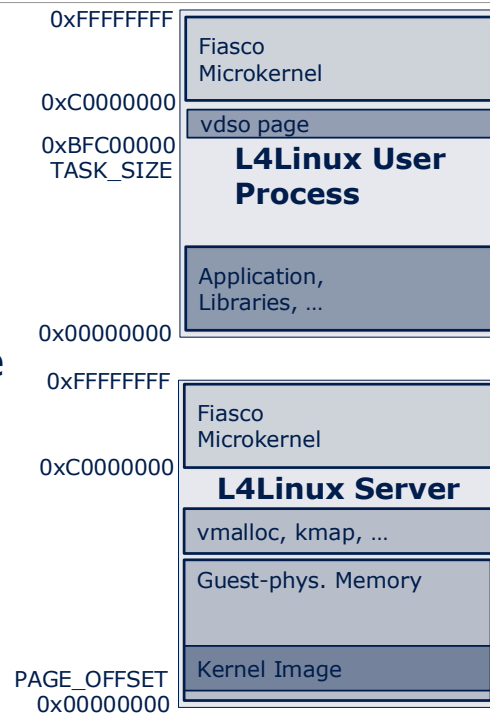 0xFFFFFFFF
Fiasco
Microkernel
0xC0000000
vdso page
0xBFC00000
TASK_SIZE
L4Linux User
Process
Application,
Libraries, …
0x00000000
e
0xFFFFFFFF
Fiasco
Microkernel
0xC0000000
L4Linux Server
vmalloc, kmap, …
Guest-phys. Memory
Kernel Image
PAGE_OFFSET
0x00000000